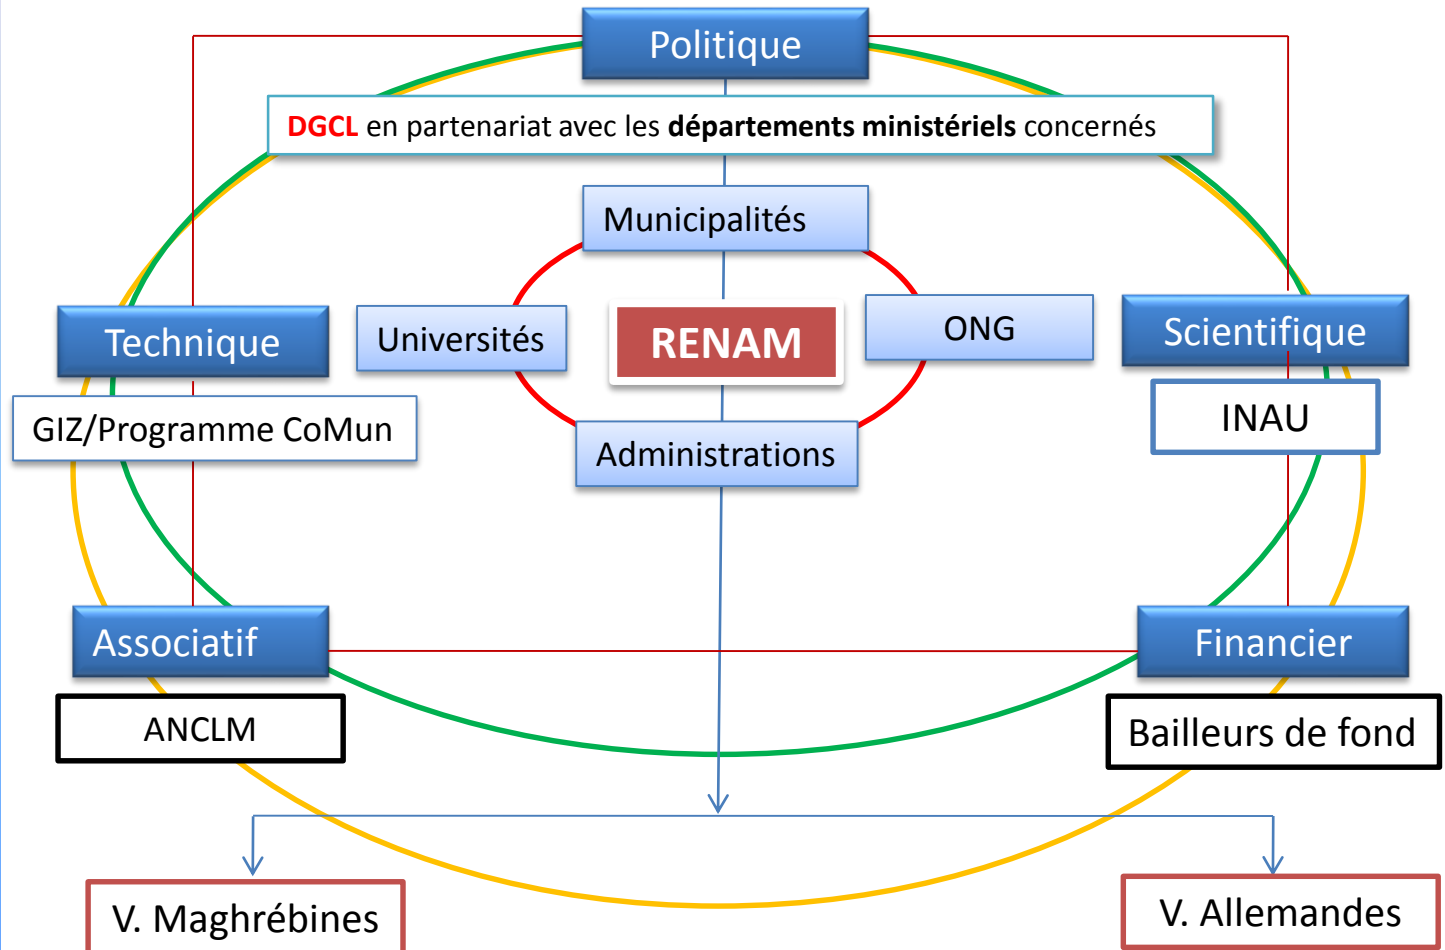 Politique
DGCL en partenariat avec les départements ministériels concernés
Municipalités
Technique
Universités
RENAM
ONG
Scientifique
GIZ/Programme CoMun
Administrations
INAU
Associatif
Financier
ANCLM
Bailleurs de fond
V. Maghrébines
V. Allemandes